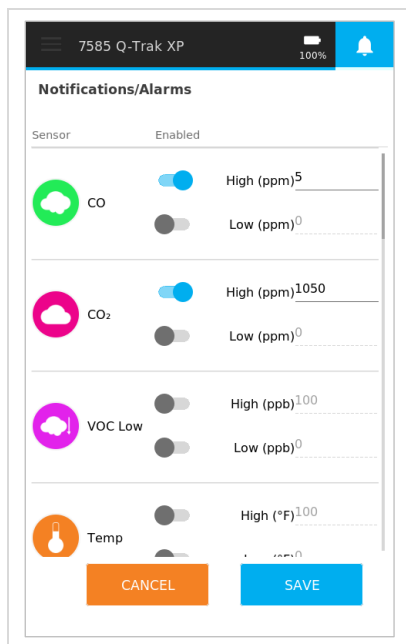 7585 Q-Trak XP
100%
Notifications/Alarms
Sensor Enabled
CO High (ppm) 5
Low (ppm) 0
CO₂ High (ppm) 1050
Low (ppm) 0
VOC Low High (ppb) 100
Low (ppb) 0
Temp High (°F) 100
0
CANCEL SAVE